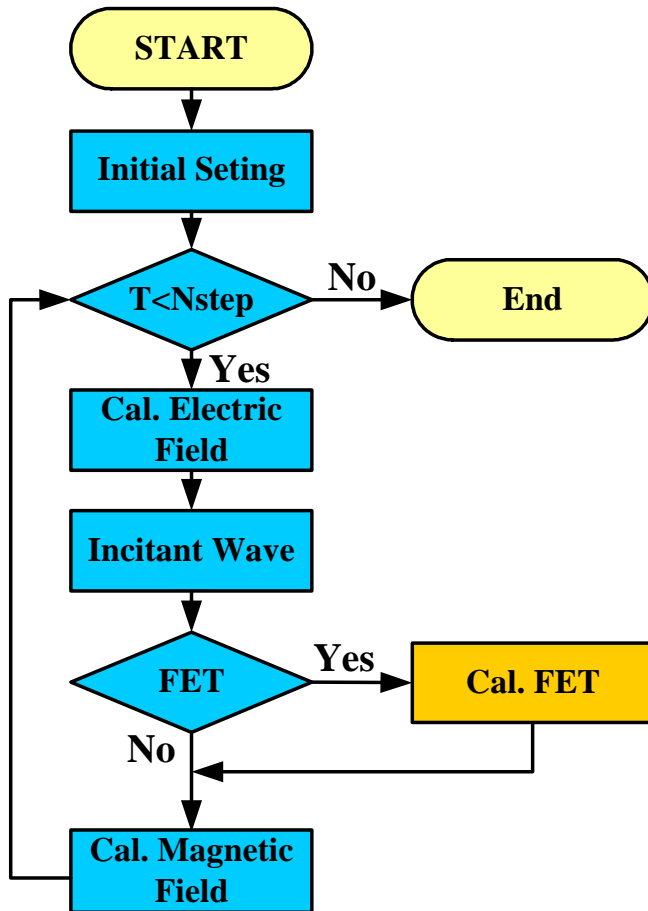 START
Initial Seting
T<Nstep
No
End
Yes
Cal. Electric
Field
Incitant Wave
FET
Yes
Cal. FET
No
Cal. Magnetic
Field